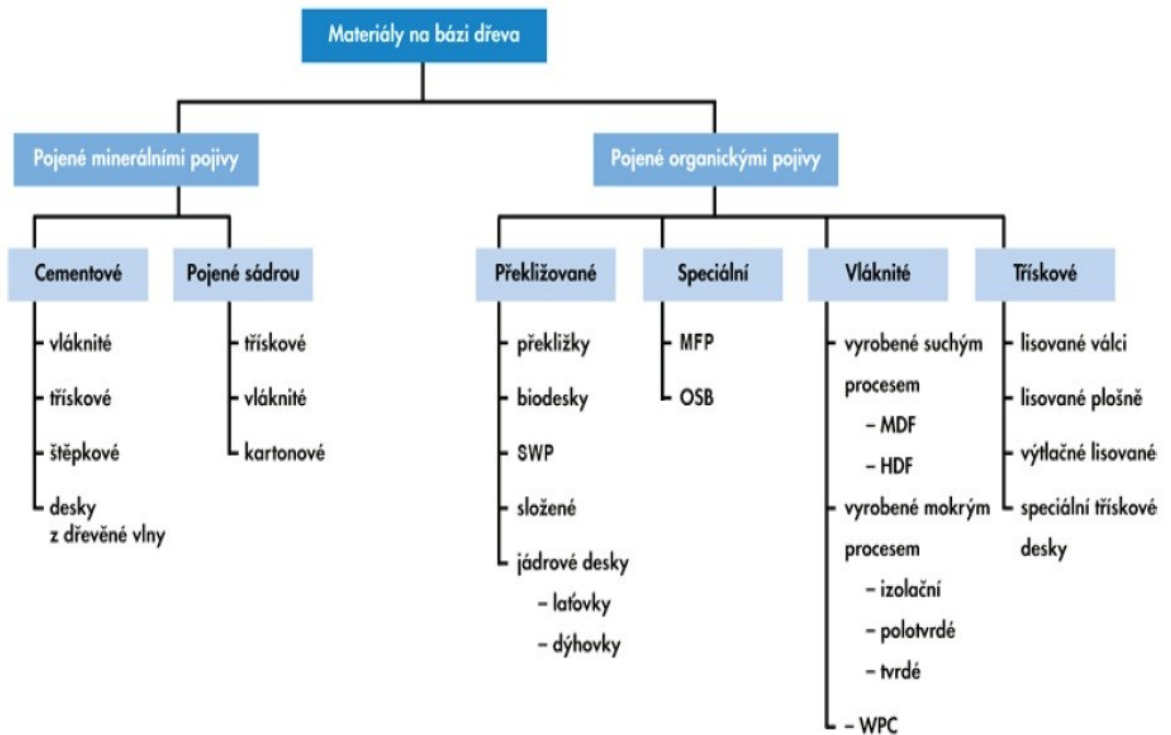 Materiály na bázi dřeva
Pojené minerálními pojivy
Pojené organickými pojivy
Cementové
Pojené sádrou
Překližované
Speciální
Vláknité
Třískové
vláknité
třískové
štěpkové
desky
z dřevěné vlny
třískové
vláknité
kartonové
překližky
biodesky
SWP
složené
jádrové desky
– laťovky
– dýhovky
MFP
OSB
vyrobené suchým
procesem
– MDF
– HDF
vyrobené mokrým
procesem
– izolační
– polotvrdé
– tvrdé
– WPC
lisované válci
lisované plošně
výtlačné lisované
speciální třískové
desky